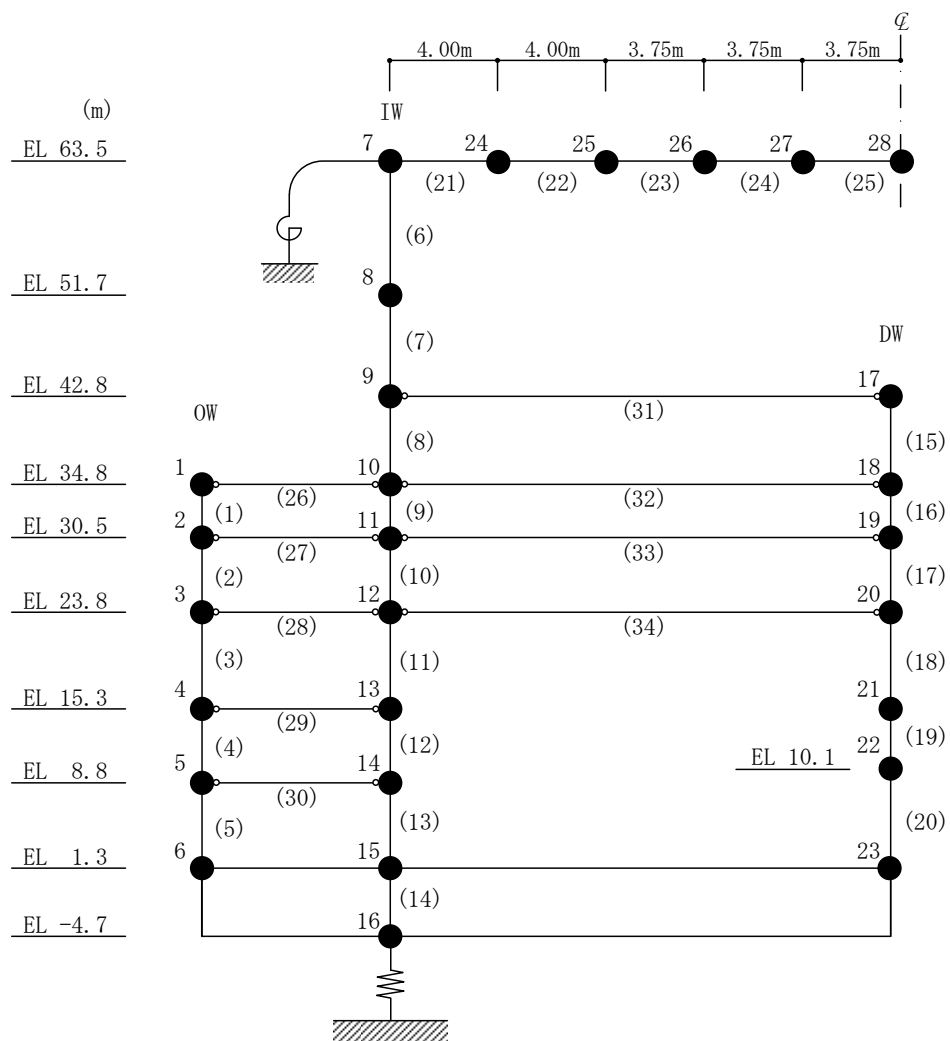 ℄
4.00m 4.00m 3.75m 3.75m 3.75m
(m)
IW
EL 63.5 7 24 25 26 27 28
(21) (22) (23) (24) (25)
(6)
EL 51.7 8
(7)
DW
EL 42.8 9 17
OW (31)
(8) (15)
EL 34.8 1 10 18
(1) (26) (9) (32) (16)
EL 30.5 2 11 19
(27) (33)
(2) (10) (17)
EL 23.8 3 12 20
(28) (34)
(3) (11) (18)
EL 15.3 4 13 21
(29)
(4) (12) (19)
EL 8.8 5 14 EL 10.1 22
(30)
(5) (13) (20)
EL 1.3 6 15 23
(14)
EL -4.7 16